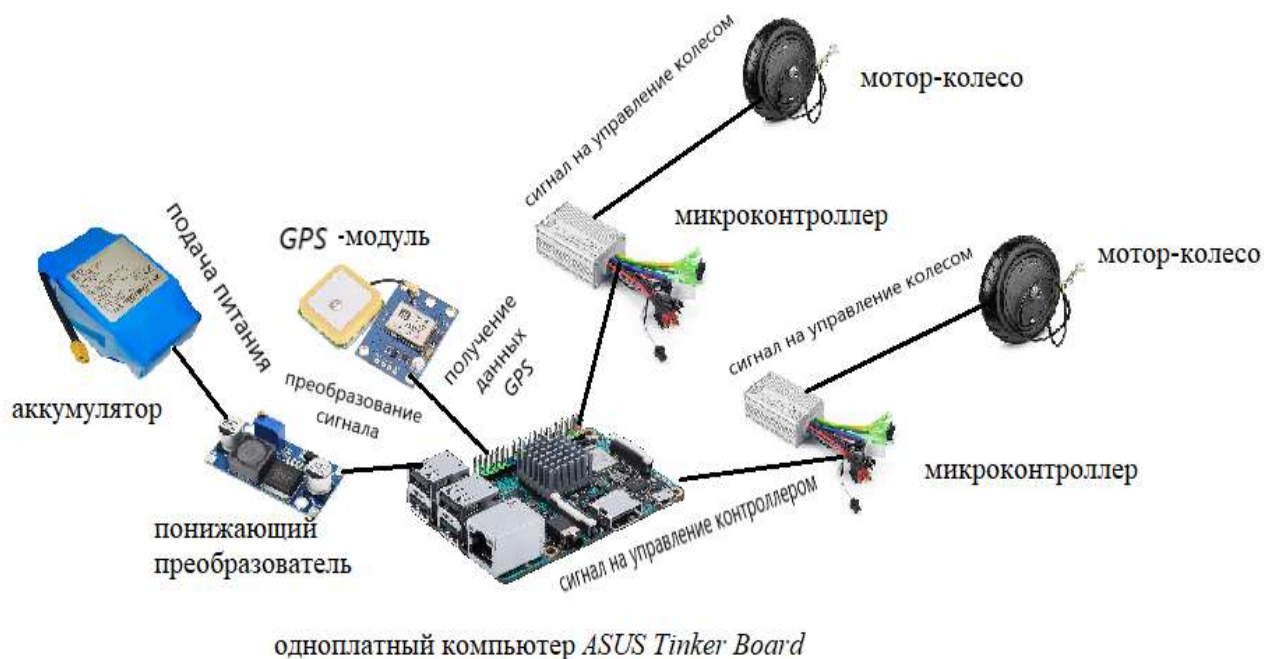 сигнал на управление колесом
мотор-колесо
микроконтроллер
подача питания
GPS -модуль
сигнал на управление колесом
мотор-колесо
получение
данных
GPS
преобразование
сигнала
аккумулятор
микроконтроллер
понижающий
преобразователь
сигнал на управление контроллером
одноплатный компьютер ASUS Tinker Board